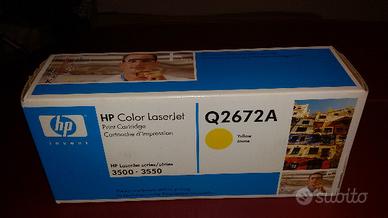 hp
invent
HP Color LaserJet
Print Cartridge
Cartouche d'impression
HP LaserJet series/séries
3500 · 3550
Q2672A
Yellow
Jaune
subito